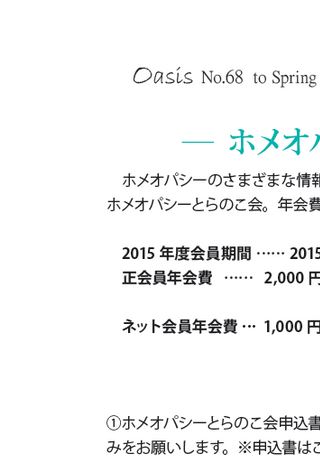 Oasis No.68 to Spring
— ホメオパ
ホメオパシーのさまざまな情報
ホメオパシーとらのこ会。年会費
2015 年度会員期間 …… 2015
正会員年会費 …… 2,000 円
ネット会員年会費 … 1,000 円
①ホメオパシーとらのこ会申込書
みをお願いします。※申込書はこ